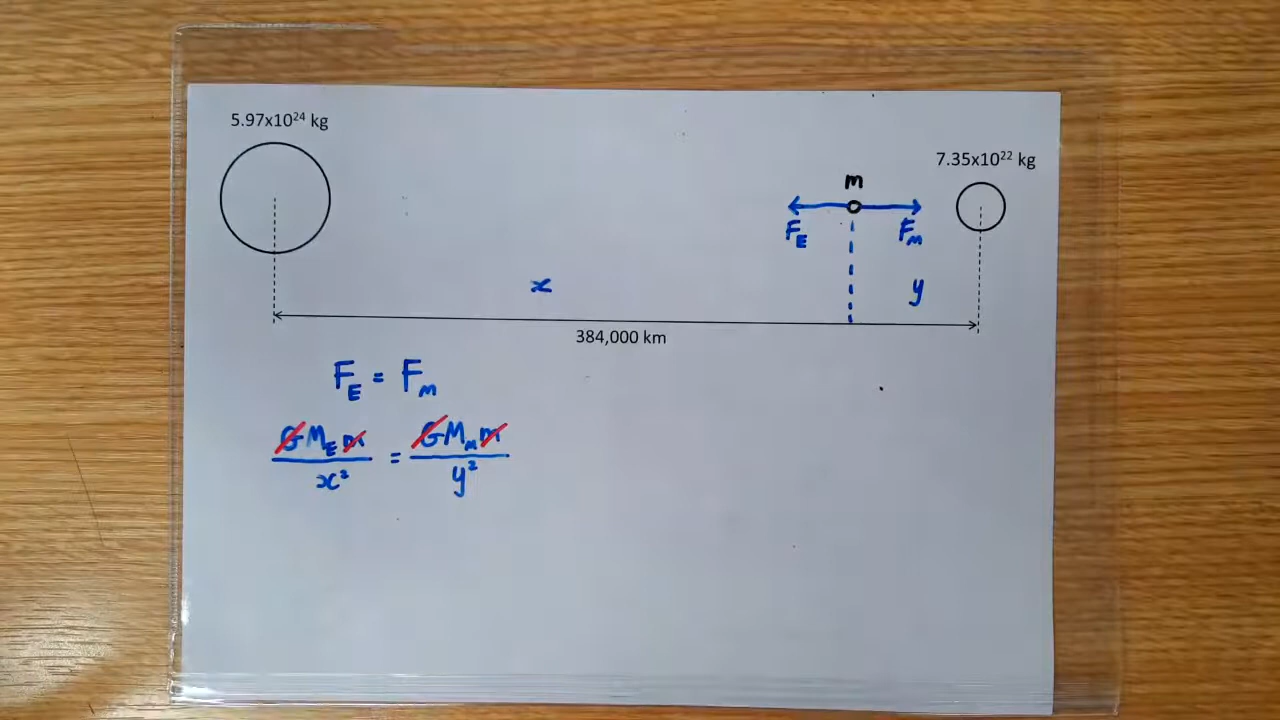 5.97x10²⁴ kg
7.35x10²² kg
m
F_E
F_M
x
y
384,000 km
F_E = F_M
GM_E m / x² = GM_M m / y²